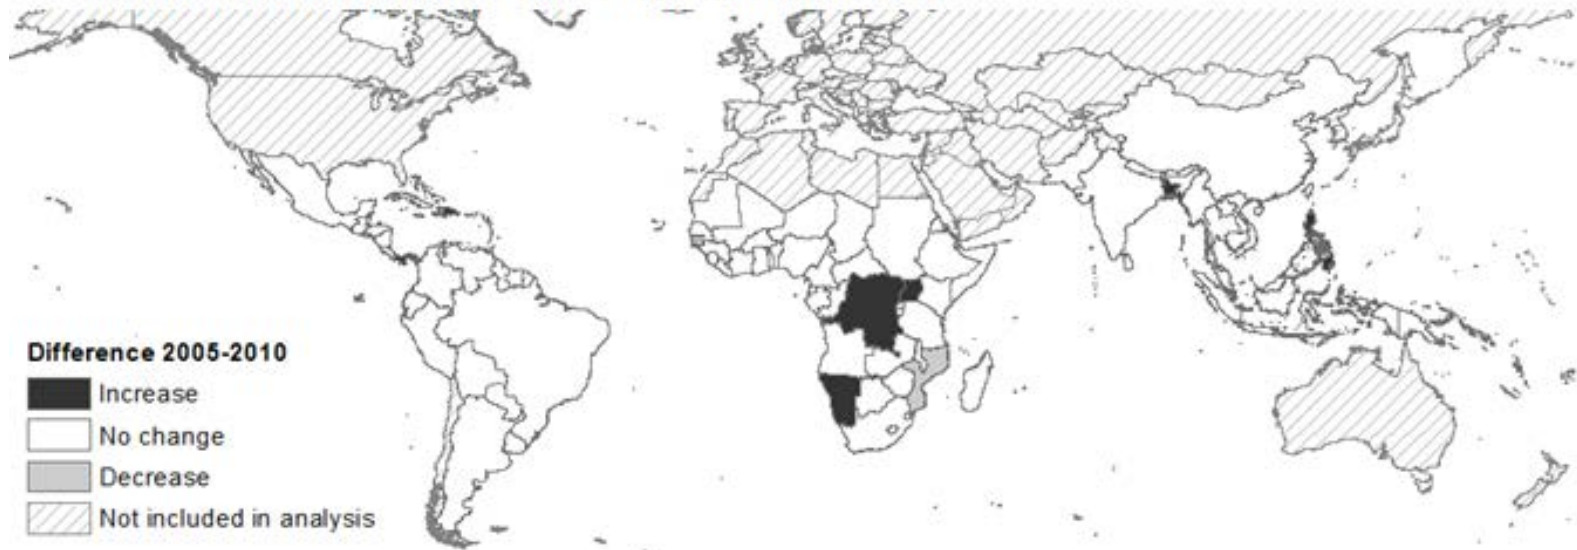 Difference 2005-2010
Increase
No change
Decrease
Not included in analysis